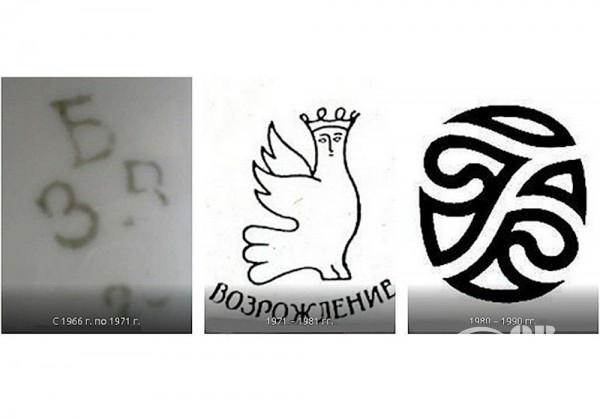 Б
З
С 1966 г. по 1971 г.
ВОЗРОЖДЕНИЕ
1971 - 1981 гг.
1980 – 1990 гг.